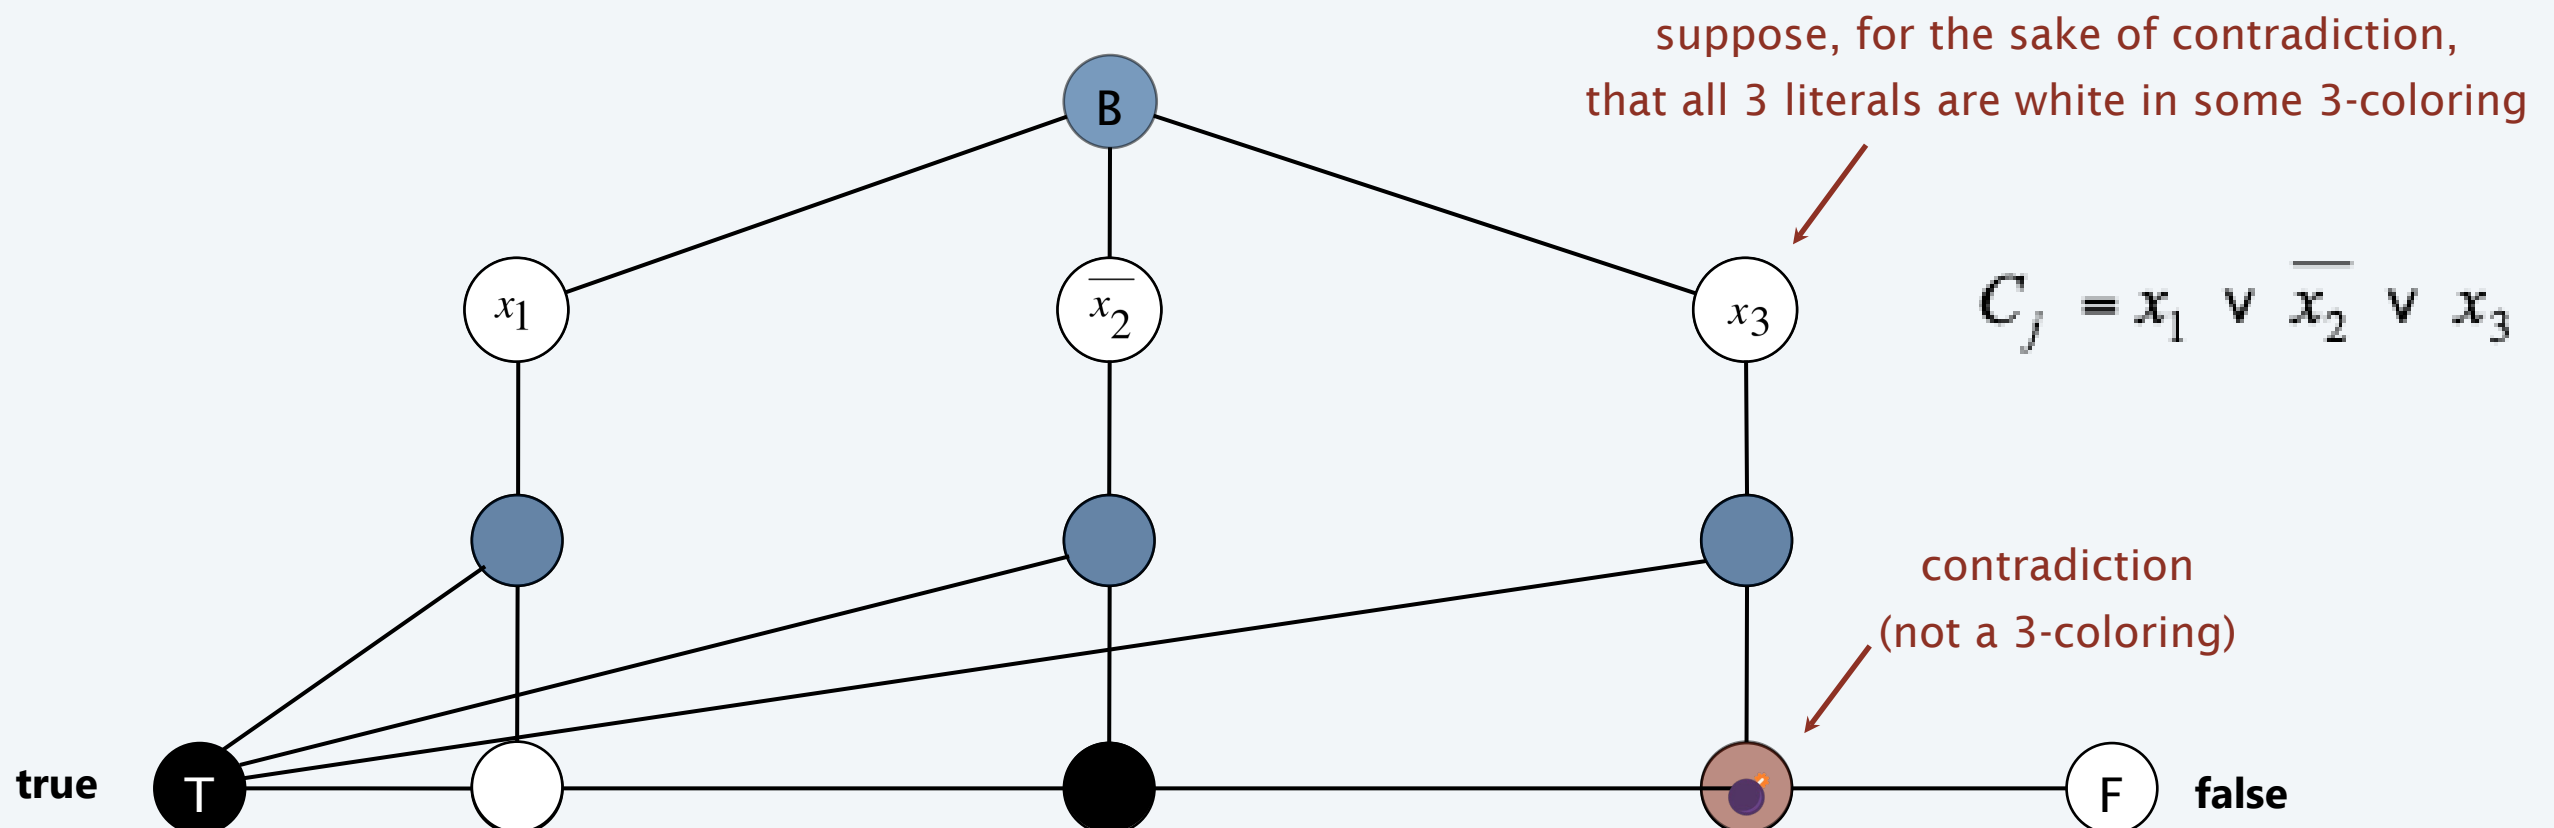 suppose, for the sake of contradiction,
that all 3 literals are white in some 3-coloring
B
x₁
x̅₂
x₃
C_j = x₁ ∨ x̅₂ ∨ x₃
contradiction
(not a 3-coloring)
true
T
F
false